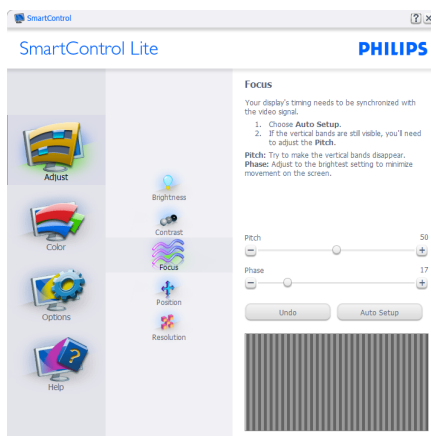 SmartControl
SmartControl Lite
PHILIPS
Adjust
Color
Options
Help
Brightness
Contrast
Focus
Position
Resolution
Focus
Your display's timing needs to be synchronized with
the video signal.
1. Choose Auto Setup.
2. If the vertical bands are still visible, you'll need
to adjust the Pitch.
Pitch: Try to make the vertical bands disappear.
Phase: Adjust to the brightest setting to minimize
movement on the screen.
Pitch 50
Phase 17
Undo Auto Setup